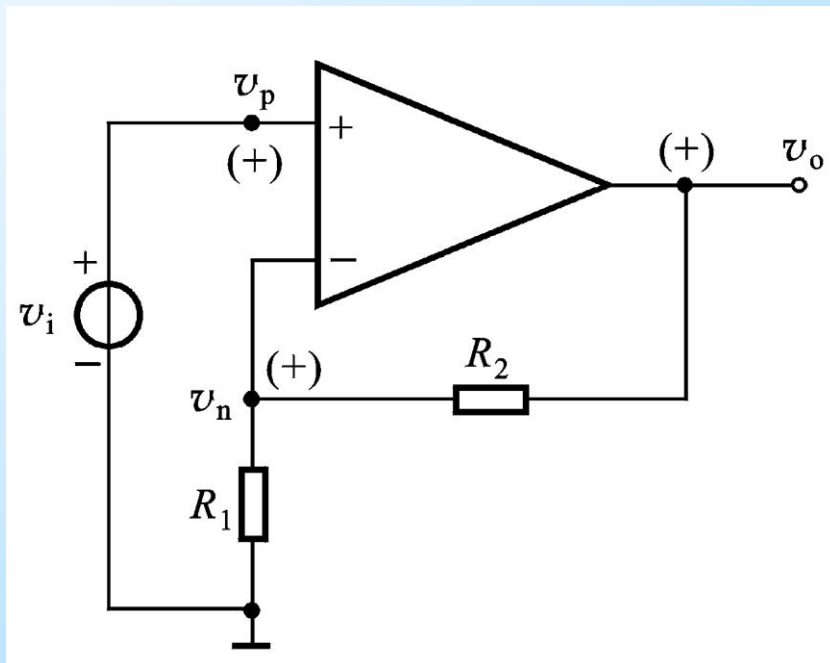 v_p
+
(+)
(+)
v_o
+
−
v_i
−
(+)
R_2
v_n
R_1